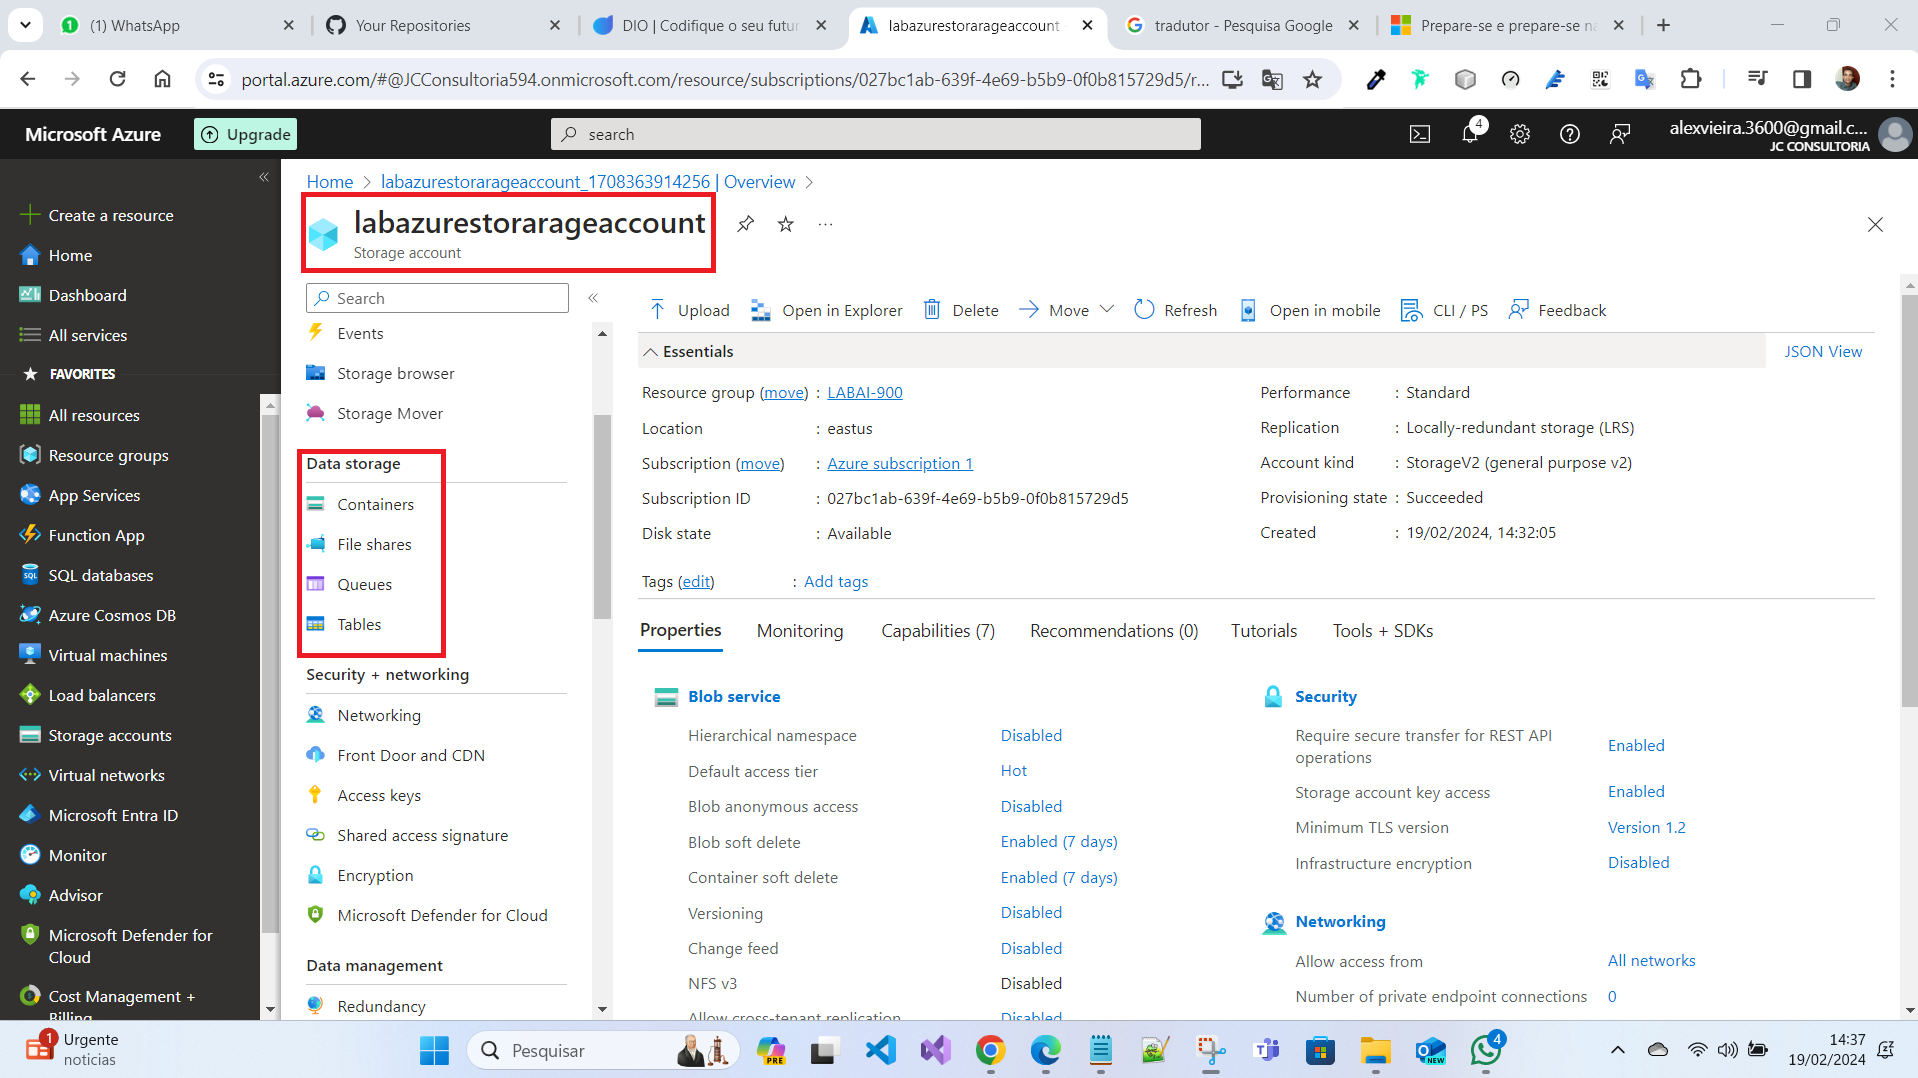 (1) WhatsApp
Your Repositories
DIO | Codifique o seu futur
labazurestorarageaccount
tradutor - Pesquisa Google
Prepare-se e prepare-se na
portal.azure.com/#@JCConsultoria594.onmicrosoft.com/resource/subscriptions/027bc1ab-639f-4e69-b5b9-0f0b815729d5/r...
Microsoft Azure
Upgrade
search
4
alexvieira.3600@gmail.c...
JC CONSULTORIA
Create a resource
Home
Dashboard
All services
FAVORITES
All resources
Resource groups
App Services
Function App
SQL databases
Azure Cosmos DB
Virtual machines
Load balancers
Storage accounts
Virtual networks
Microsoft Entra ID
Monitor
Advisor
Microsoft Defender for
Cloud
Cost Management +
Billing
Home > labazurestorarageaccount_1708363914256 | Overview >
labazurestorarageaccount
Storage account
Search
Events
Storage browser
Storage Mover
Data storage
Containers
File shares
Queues
Tables
Security + networking
Networking
Front Door and CDN
Access keys
Shared access signature
Encryption
Microsoft Defender for Cloud
Data management
Redundancy
Upload Open in Explorer Delete Move Refresh Open in mobile CLI / PS Feedback
Essentials
JSON View
Resource group (move) : LABAI-900
Location : eastus
Subscription (move) : Azure subscription 1
Subscription ID : 027bc1ab-639f-4e69-b5b9-0f0b815729d5
Disk state : Available
Performance : Standard
Replication : Locally-redundant storage (LRS)
Account kind : StorageV2 (general purpose v2)
Provisioning state : Succeeded
Created : 19/02/2024, 14:32:05
Tags (edit) : Add tags
Properties Monitoring Capabilities (7) Recommendations (0) Tutorials Tools + SDKs
Blob service
Hierarchical namespace Disabled
Default access tier Hot
Blob anonymous access Disabled
Blob soft delete Enabled (7 days)
Container soft delete Enabled (7 days)
Versioning Disabled
Change feed Disabled
NFS v3 Disabled
Allow cross-tenant replication Disabled
Security
Require secure transfer for REST API
operations Enabled
Storage account key access Enabled
Minimum TLS version Version 1.2
Infrastructure encryption Disabled
Networking
Allow access from All networks
Number of private endpoint connections 0
1
Urgente
noticias
Pesquisar
PRE
NEW
4
14:37
19/02/2024